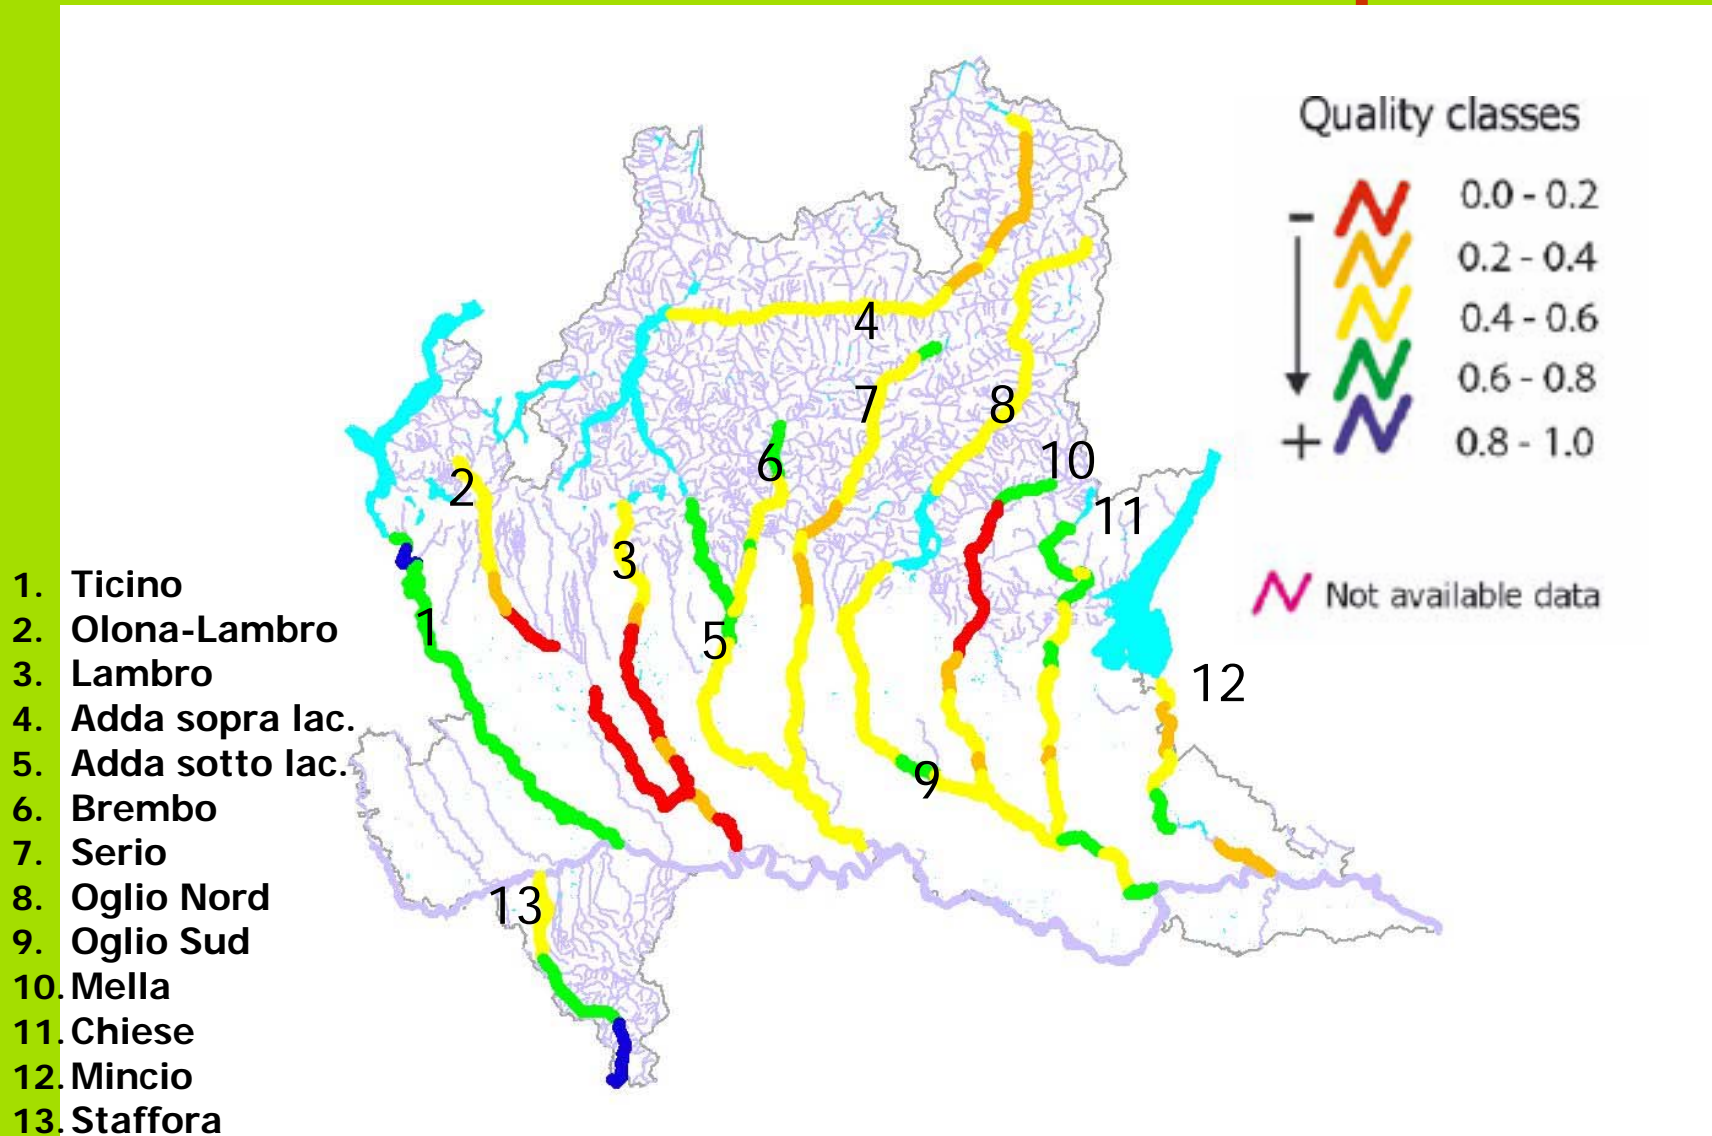 Quality classes
-
0.0 - 0.2
0.2 - 0.4
0.4 - 0.6
0.6 - 0.8
+
0.8 - 1.0
Not available data
1. Ticino
2. Olona-Lambro
3. Lambro
4. Adda sopra lac.
5. Adda sotto lac.
6. Brembo
7. Serio
8. Oglio Nord
9. Oglio Sud
10. Mella
11. Chiese
12. Mincio
13. Staffora
4
7
8
6
10
2
11
3
1
5
12
9
13